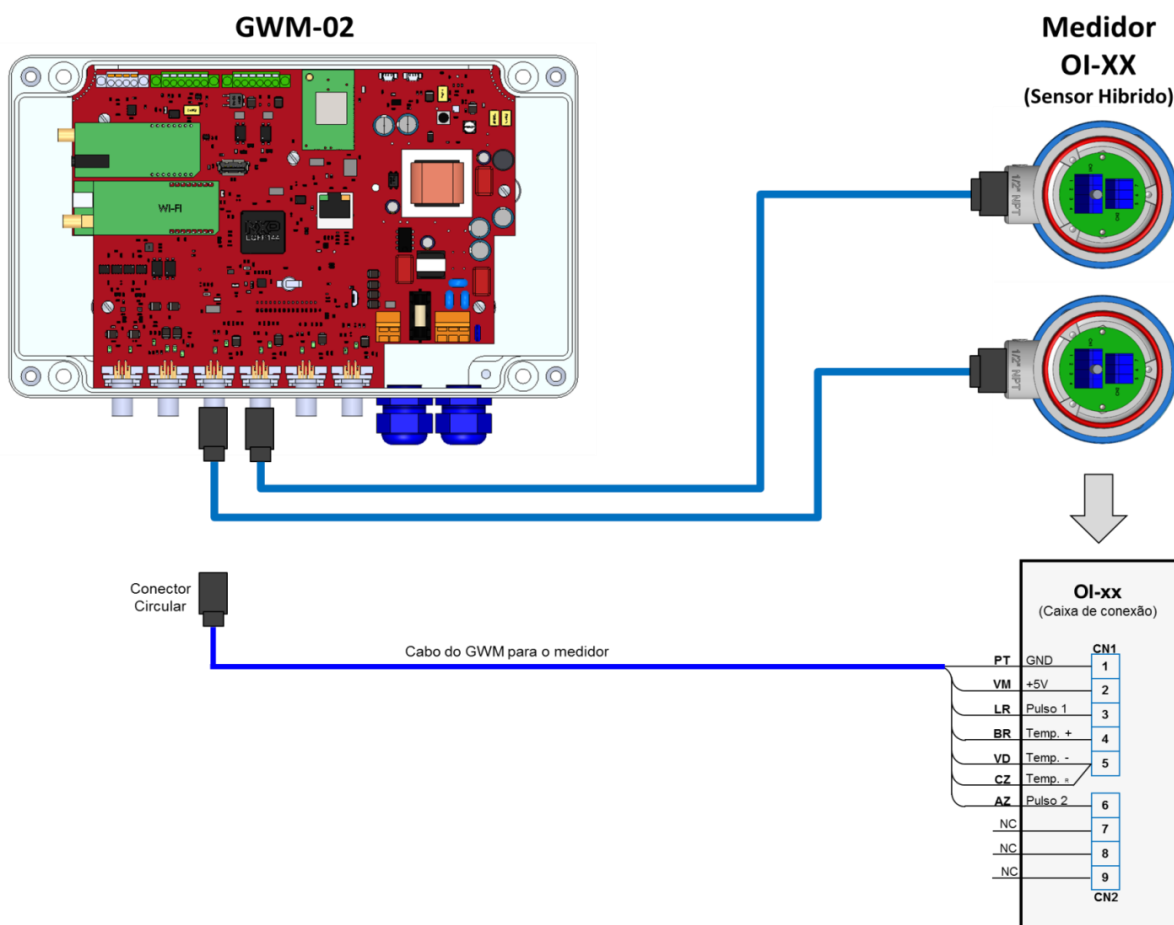 GWM-02
Medidor
OI-XX
(Sensor Hibrido)
WI-FI
1/2" NPT
1/2" NPT
Conector
Circular
Cabo do GWM para o medidor
OI-xx
(Caixa de conexão)
CN1
PT GND 1
VM +5V 2
LR Pulso 1 3
BR Temp. + 4
VD Temp. - 5
CZ Temp. =
AZ Pulso 2 6
NC 7
NC 8
NC 9
CN2